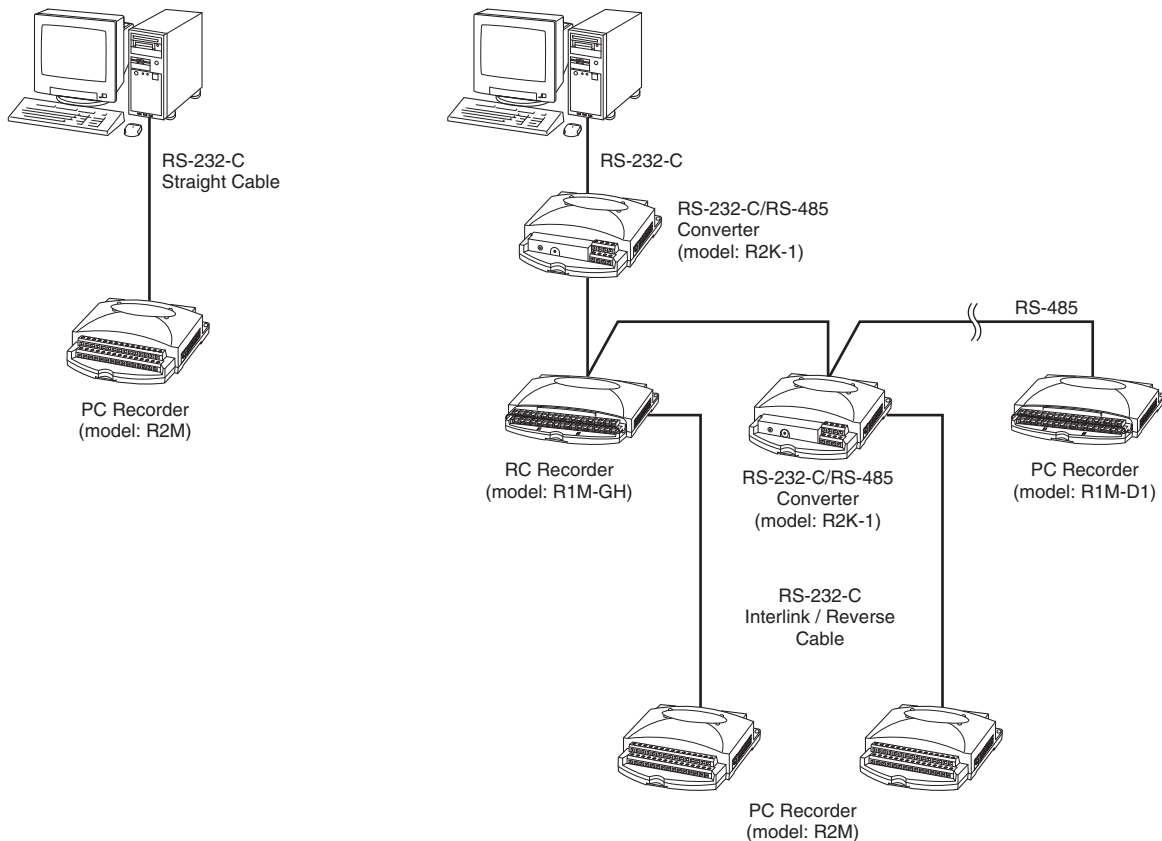 RS-232-C
Straight Cable
PC Recorder
(model: R2M)
RS-232-C
RS-232-C/RS-485
Converter
(model: R2K-1)
RS-485
RC Recorder
(model: R1M-GH)
RS-232-C/RS-485
Converter
(model: R2K-1)
PC Recorder
(model: R1M-D1)
RS-232-C
Interlink / Reverse
Cable
PC Recorder
(model: R2M)